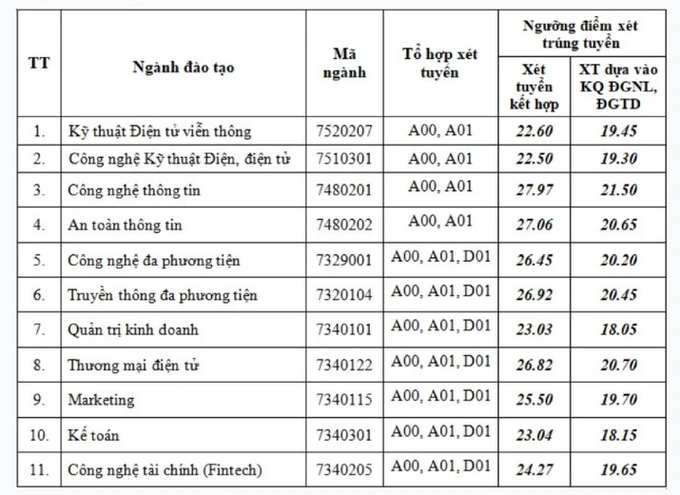 TT
Ngành đào tạo
Mã
ngành
Tổ hợp xét
tuyển
Ngưỡng điểm xét
trúng tuyển
Xét
tuyển
kết hợp
XT dựa vào
KQ ĐGNL,
ĐGTD
1. Kỹ thuật Điện tử viễn thông 7520207 A00, A01 22.60 19.45
2. Công nghệ Kỹ thuật Điện, điện tử 7510301 A00, A01 22.50 19.30
3. Công nghệ thông tin 7480201 A00, A01 27.97 21.50
4. An toàn thông tin 7480202 A00, A01 27.06 20.65
5. Công nghệ đa phương tiện 7329001 A00, A01, D01 26.45 20.20
6. Truyền thông đa phương tiện 7320104 A00, A01, D01 26.92 20.45
7. Quản trị kinh doanh 7340101 A00, A01, D01 23.03 18.05
8. Thương mại điện tử 7340122 A00, A01, D01 26.82 20.70
9. Marketing 7340115 A00, A01, D01 25.50 19.70
10. Kế toán 7340301 A00, A01, D01 23.04 18.15
11. Công nghệ tài chính (Fintech) 7340205 A00, A01, D01 24.27 19.65